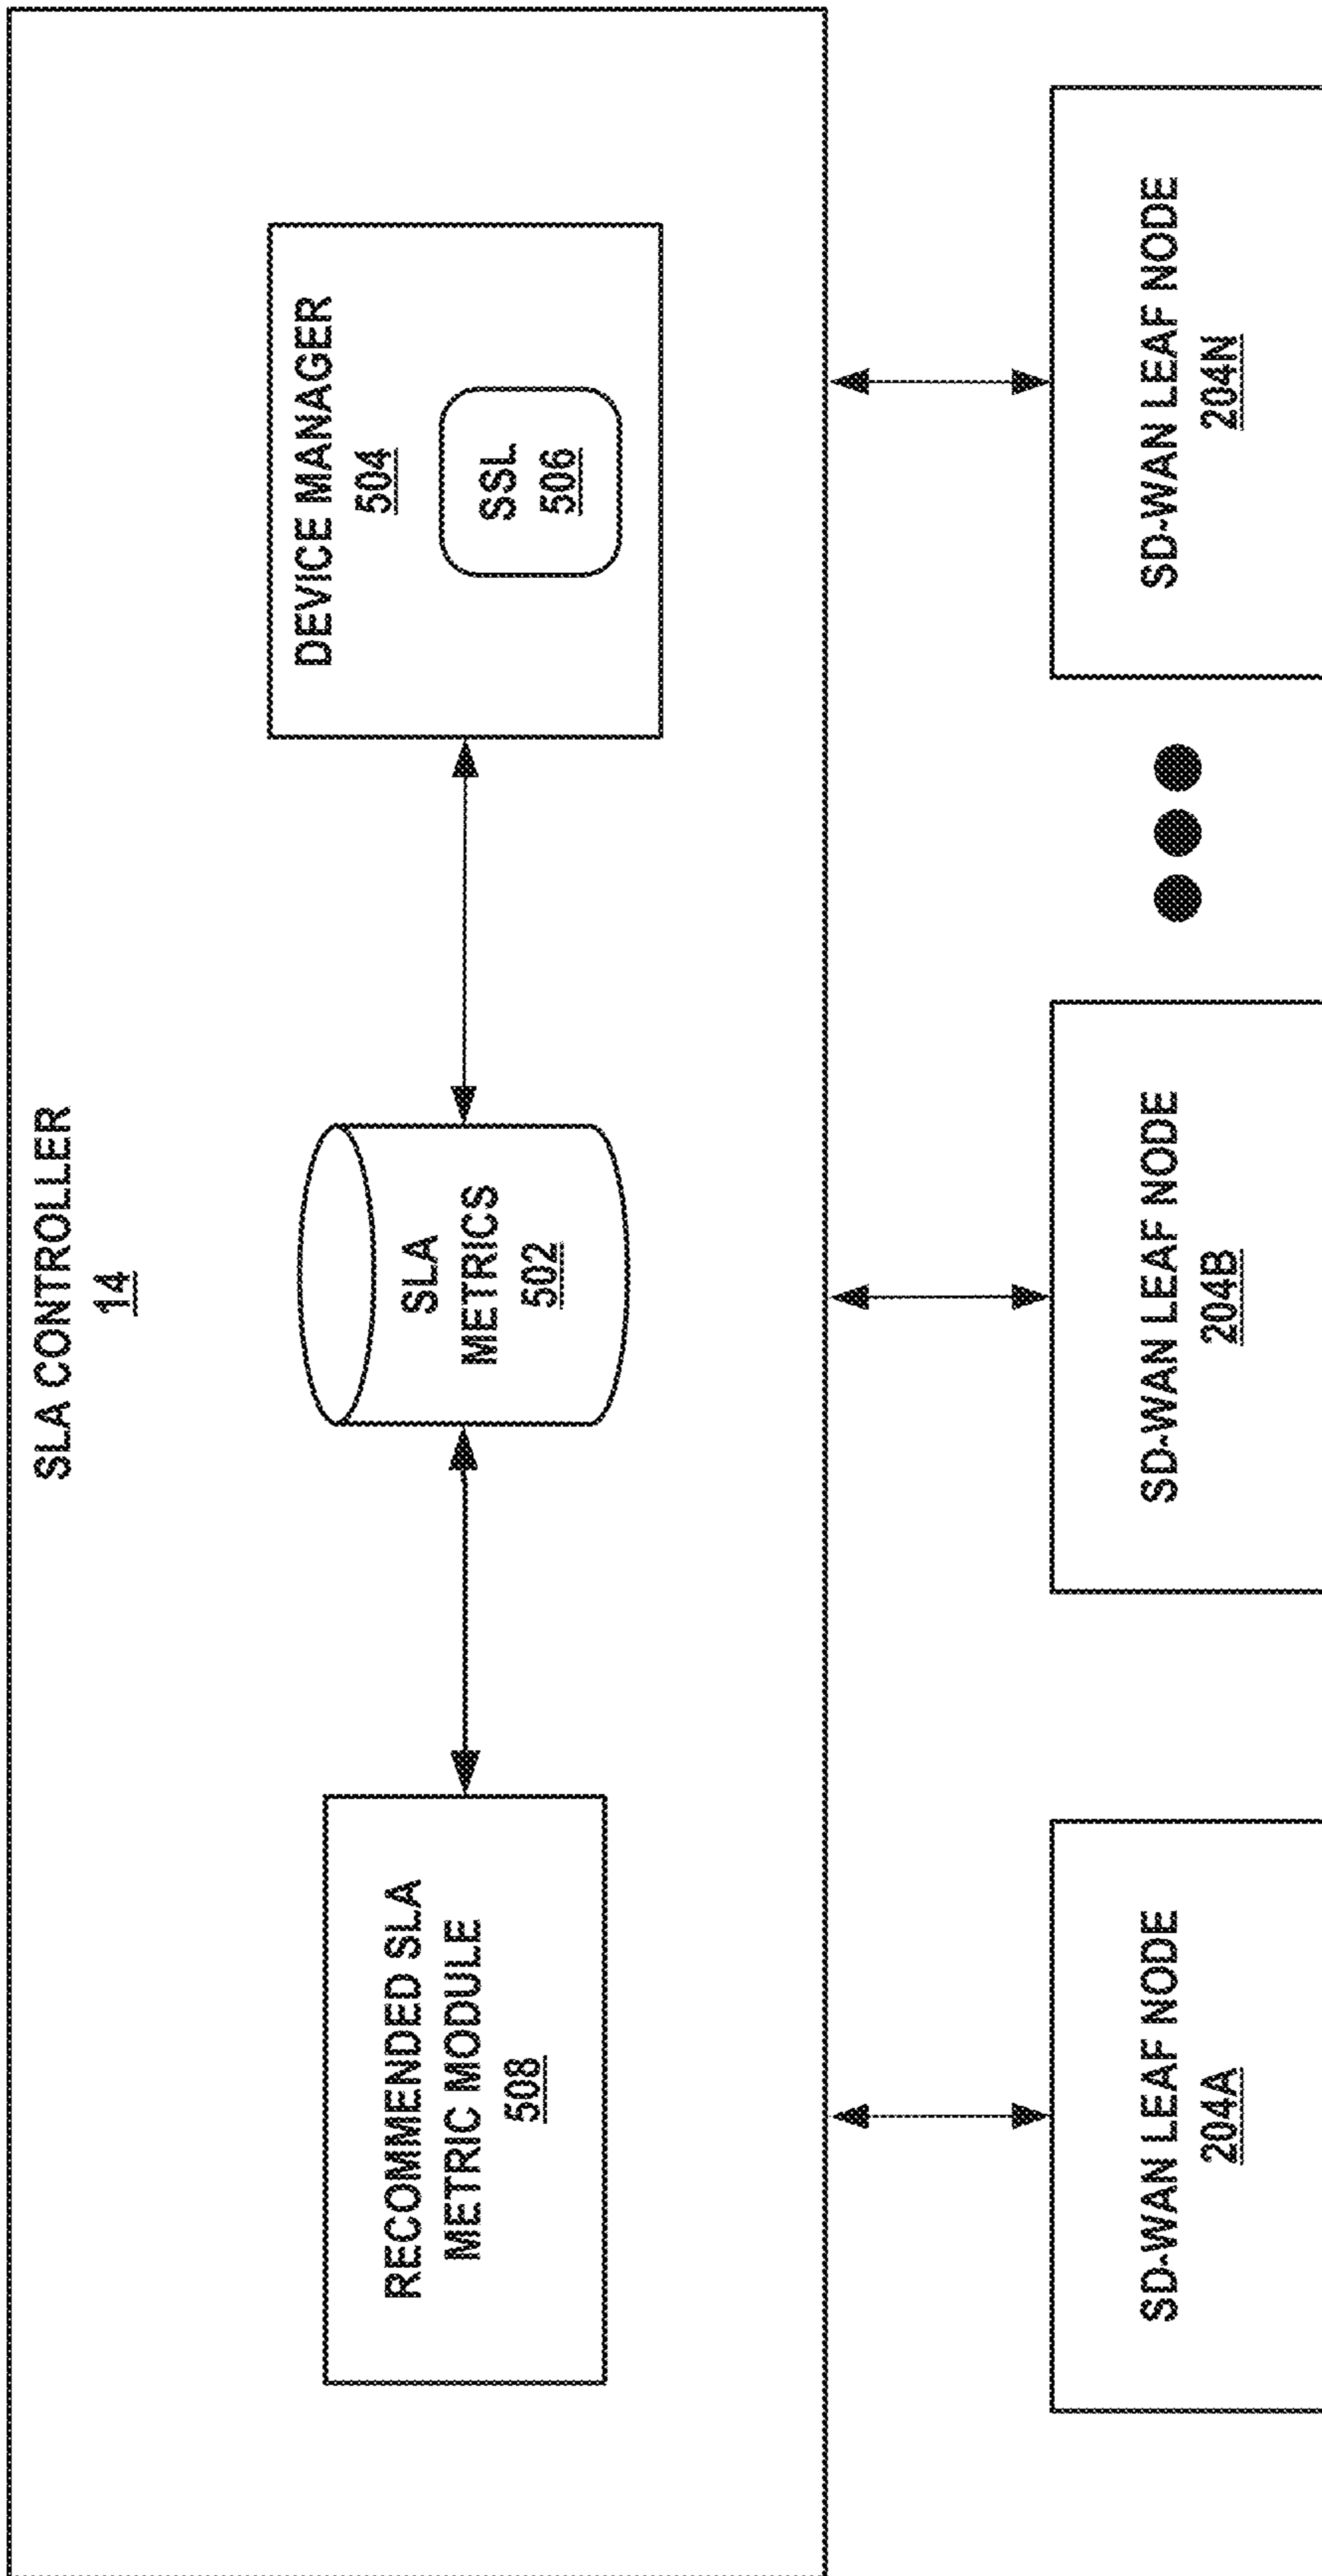 SLA CONTROLLER
14
RECOMMENDED SLA
METRIC MODULE
508
SLA
METRICS
502
DEVICE MANAGER
504
SSL
506
SD-WAN LEAF NODE
204A
SD-WAN LEAF NODE
204B
SD-WAN LEAF NODE
204N